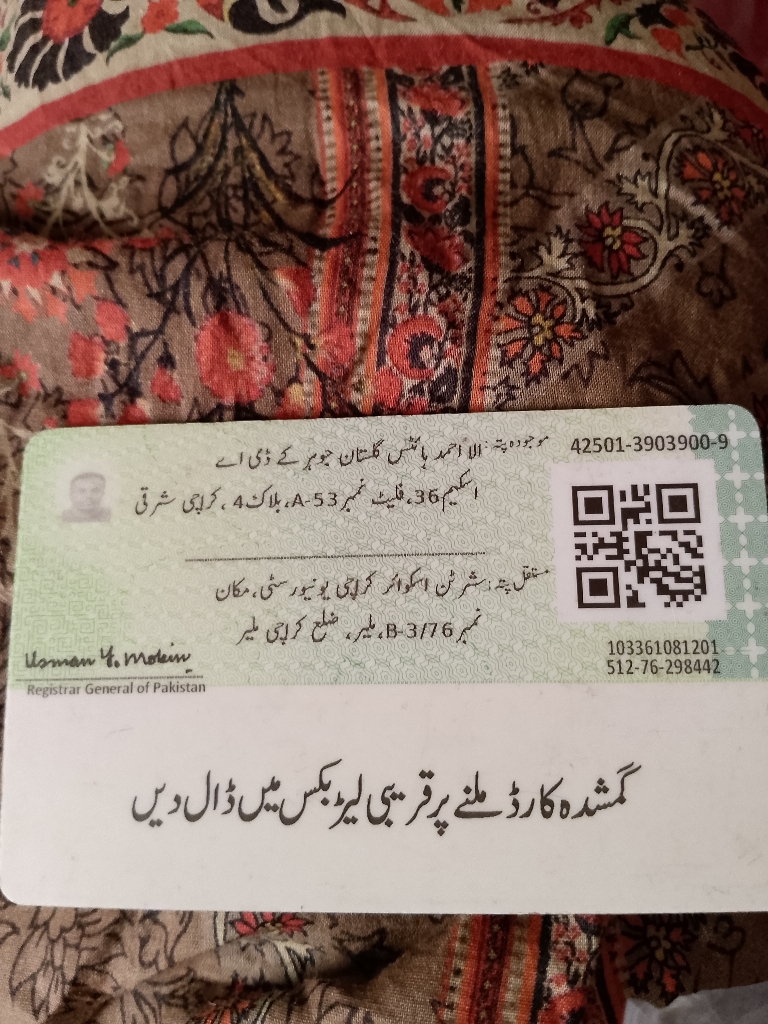 موجودہ پتہ: الاحمد ہائٹس گلستان جوہر کے ڈی اے
اسکیم 36، فلیٹ نمبر A-53، بلاک 4، کراچی شرقی
42501-3903900-9
مستقل پتہ: شرٹن اسکوائر کراچی یونیورسٹی، مکان
نمبر B-3/76، ملیر، ضلع کراچی ملیر
103361081201
512-76-298442
Usman Y. Mobin
Registrar General of Pakistan
گمشدہ کارڈ ملنے پر قریبی لیٹر بکس میں ڈال دیں